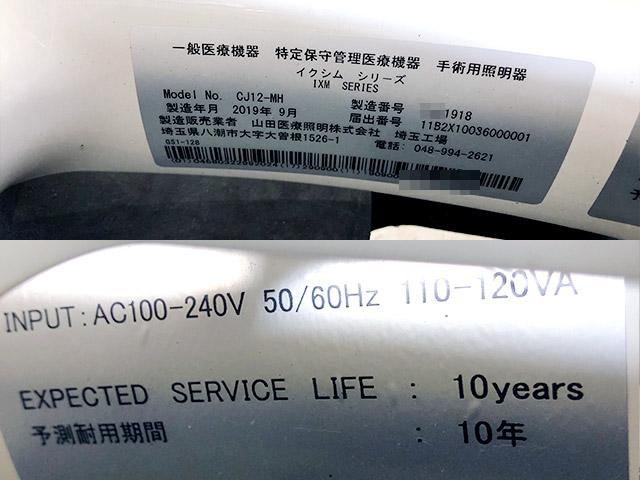 一般医療機器 特定保守管理医療機器 手術用照明器
イクシム シリーズ
IXM SERIES
Model No. CJ12-MH
製造番号 1918
製造年月 2019年 9月
届出番号 11B2X10036000001
製造販売業者 山田医療照明株式会社 埼玉工場
埼玉県八潮市大字大曽根1526-1
電話: 048-994-2621
GS1-128
INPUT:AC100-240V 50/60Hz 110-120VA
EXPECTED SERVICE LIFE : 10years
予測耐用期間 : 10年